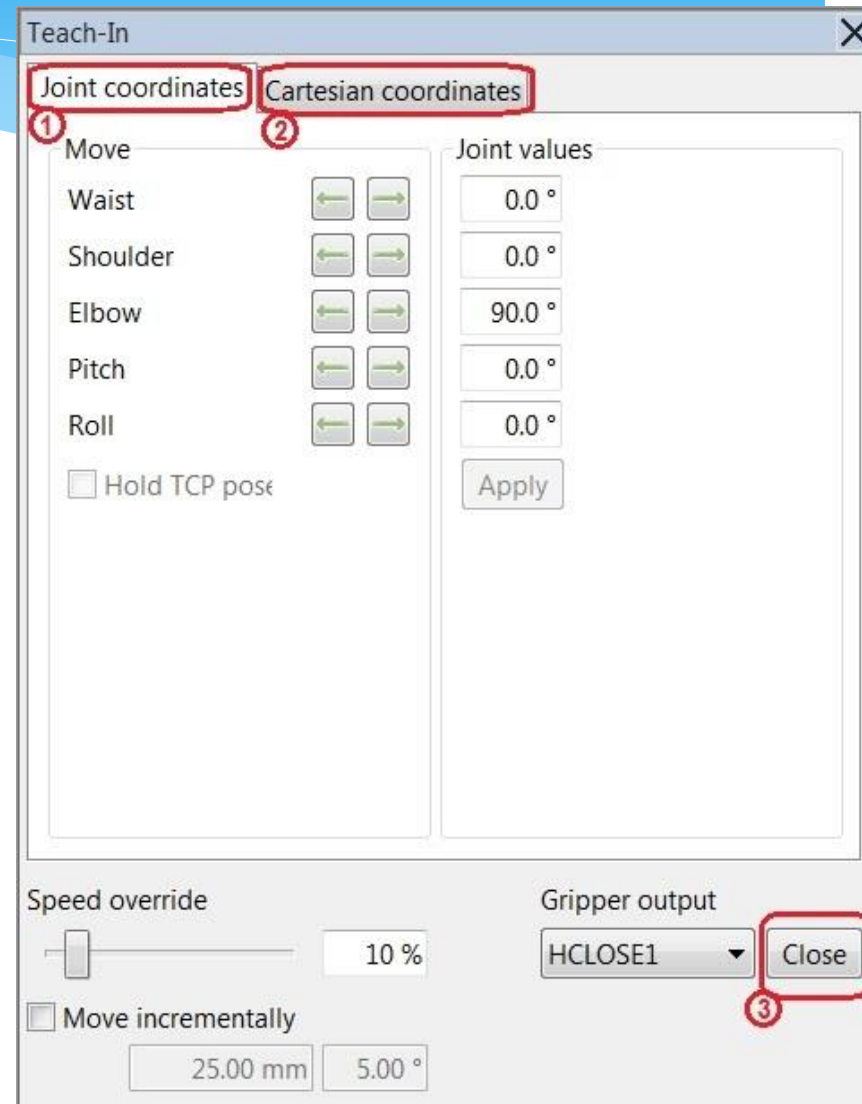 Teach-In
Joint coordinates Cartesian coordinates
1 2
Move Joint values
Waist 0.0 °
Shoulder 0.0 °
Elbow 90.0 °
Pitch 0.0 °
Roll 0.0 °
Hold TCP pose Apply
Speed override Gripper output
10 % HCLOSE1 Close
3
Move incrementally
25.00 mm 5.00 °